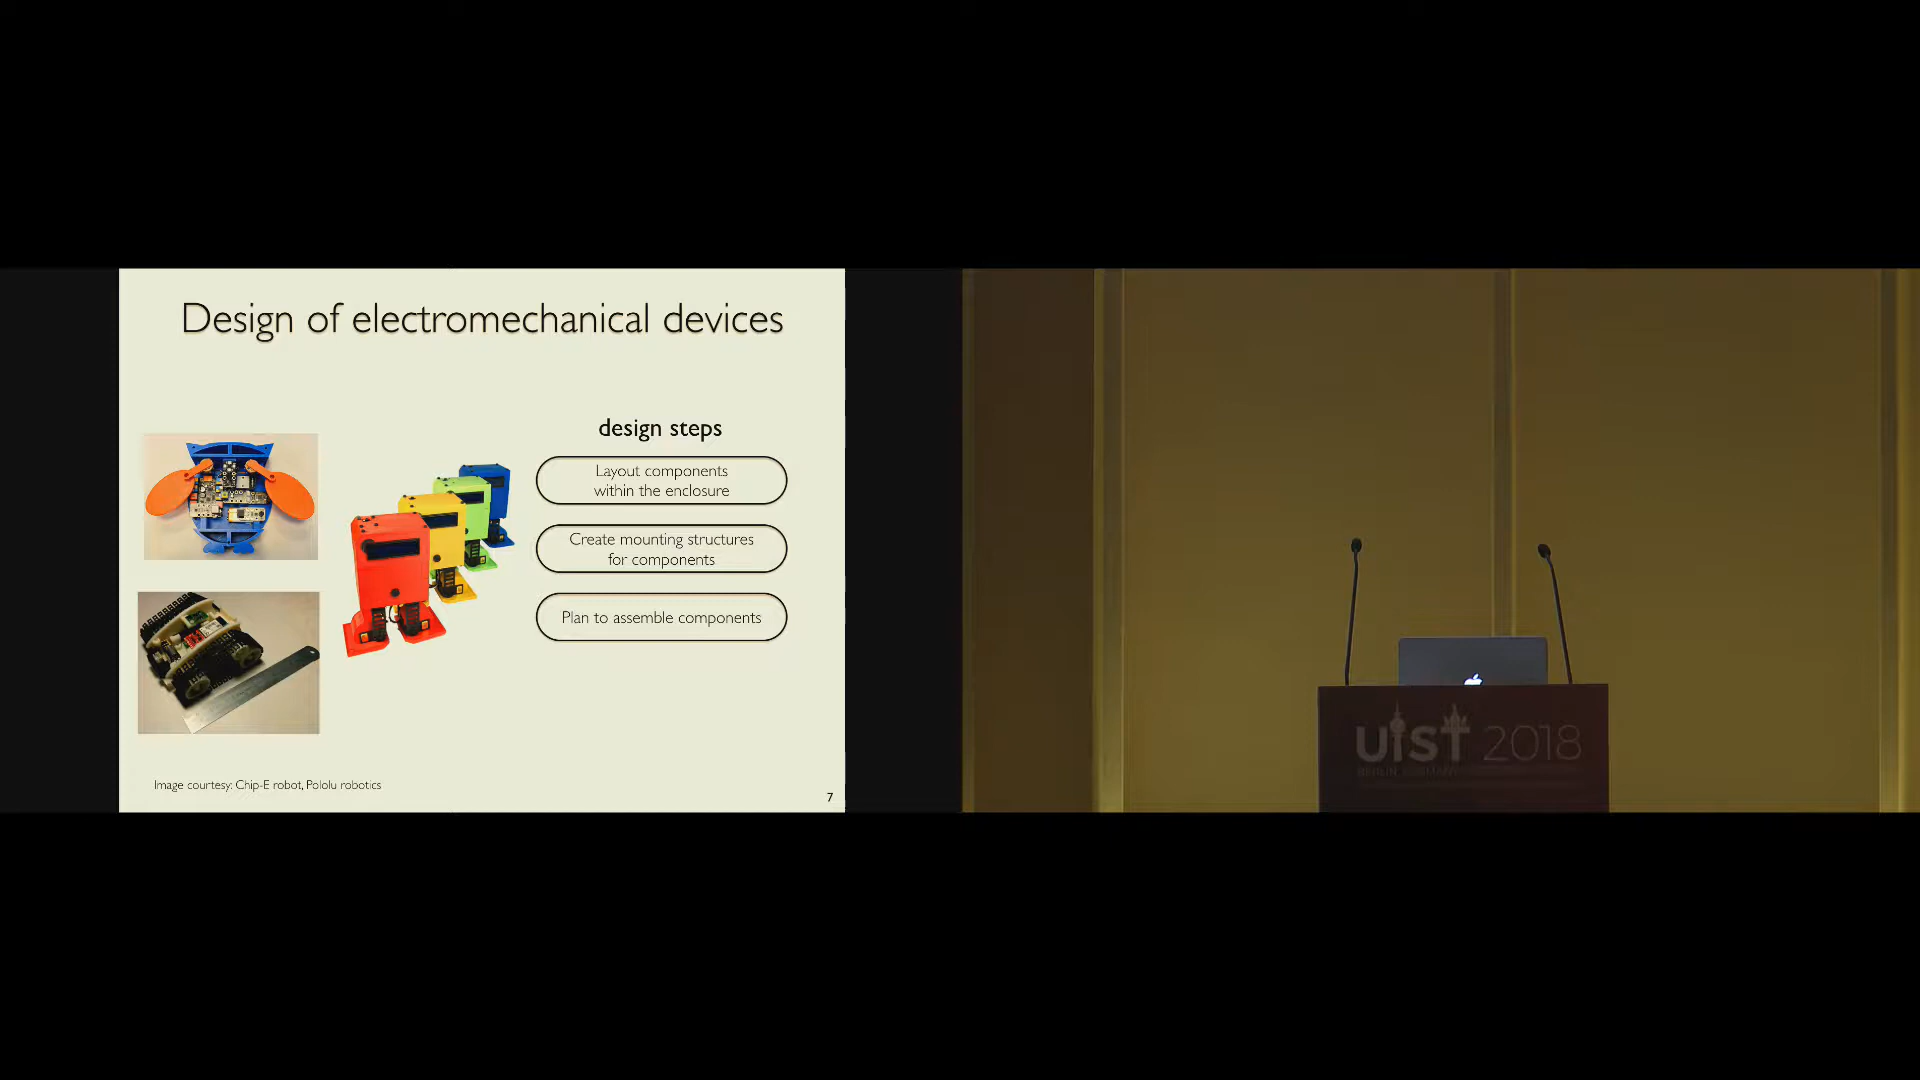 Design of electromechanical devices
design steps
Layout components
within the enclosure
Create mounting structures
for components
Plan to assemble components
Image courtesy: Chip-E robot, Pololu robotics
7
UIST 2018